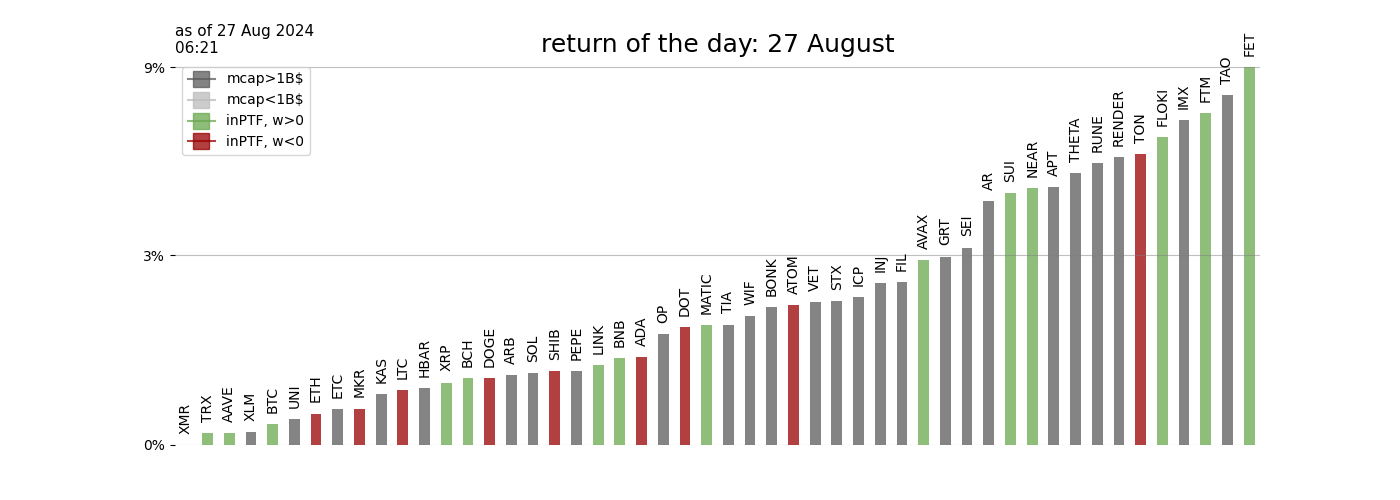 as of 27 Aug 2024
06:21
return of the day: 27 August
9%
3%
0%
mcap>1B$
mcap<1B$
inPTF, w>0
inPTF, w<0
XMR
TRX
AAVE
XLM
BTC
UNI
ETH
ETC
MKR
KAS
LTC
HBAR
XRP
BCH
DOGE
ARB
SOL
SHIB
PEPE
LINK
BNB
ADA
OP
DOT
MATIC
TIA
WIF
BONK
ATOM
VET
STX
ICP
INJ
FIL
AVAX
GRT
SEI
AR
SUI
NEAR
APT
THETA
RUNE
RENDER
TON
FLOKI
IMX
FTM
TAO
FET